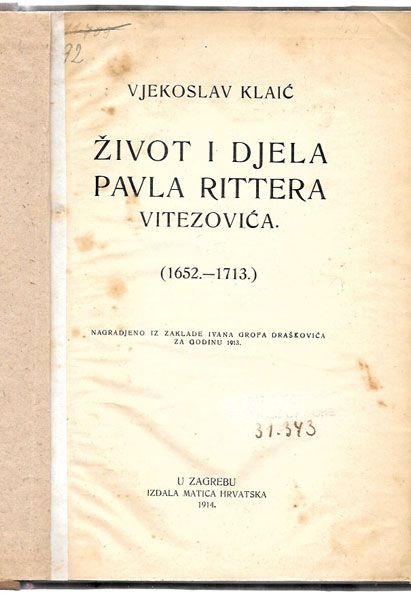 92
VJEKOSLAV KLAIĆ
ŽIVOT I DJELA
PAVLA RITTERA
VITEZOVIĆA.
(1652.—1713.)
NAGRADJENO IZ ZAKLADE IVANA GROFA DRAŠKOVIĆA
ZA GODINU 1913.
31.343
U ZAGREBU
IZDALA MATICA HRVATSKA
1914.